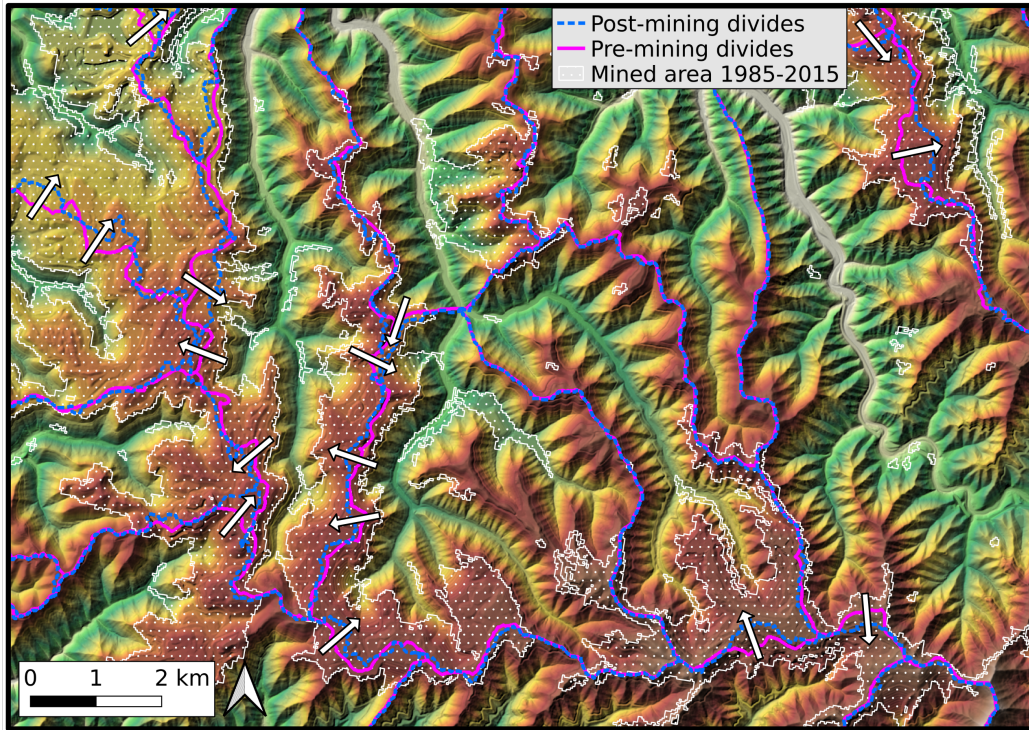 Post-mining divides
Pre-mining divides
Mined area 1985-2015
0 1 2 km